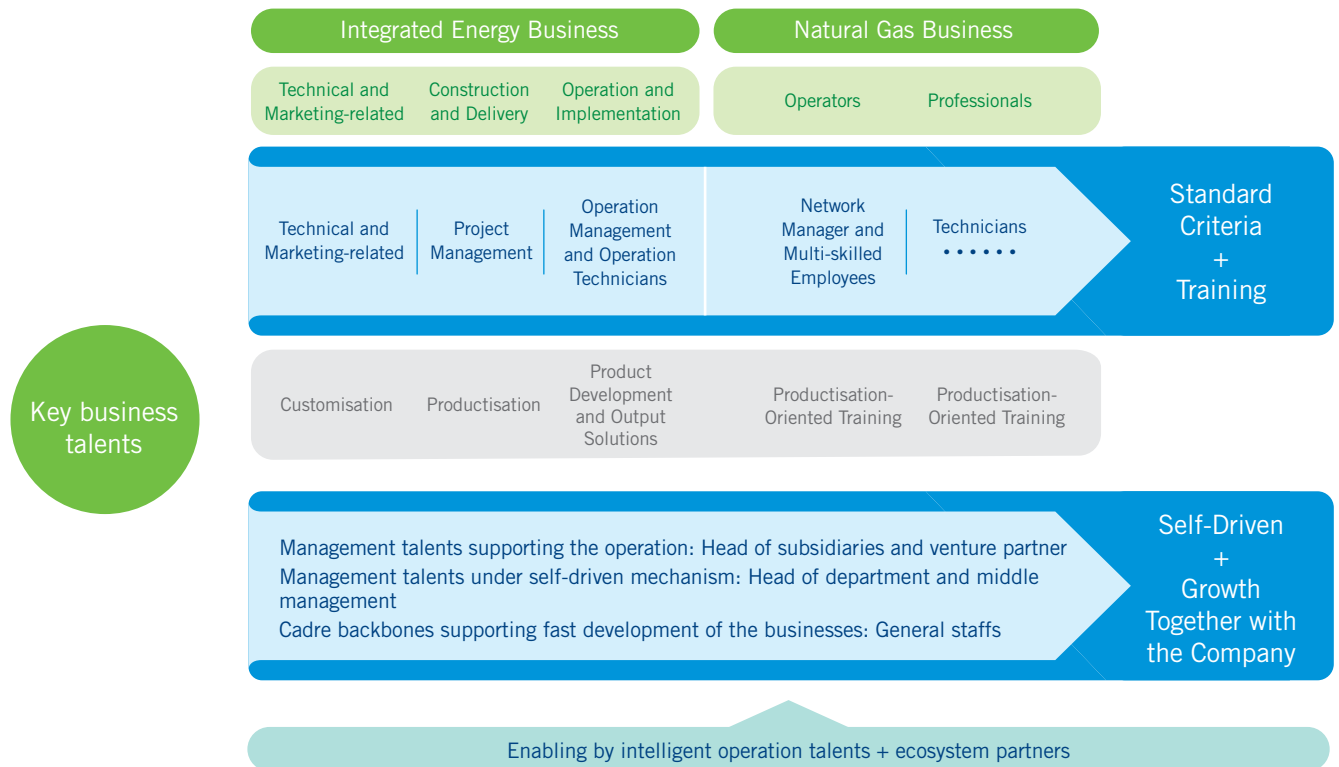 Integrated Energy Business
Natural Gas Business
Technical and
Marketing-related
Construction
and Delivery
Operation and
Implementation
Operators
Professionals
Technical and
Marketing-related
Project
Management
Operation
Management
and Operation
Technicians
Network
Manager and
Multi-skilled
Employees
Technicians
• • • • • •
Standard
Criteria
+
Training
Key business
talents
Customisation
Productisation
Product
Development
and Output
Solutions
Productisation-
Oriented Training
Productisation-
Oriented Training
Management talents supporting the operation: Head of subsidiaries and venture partner
Management talents under self-driven mechanism: Head of department and middle
management
Cadre backbones supporting fast development of the businesses: General staffs
Self-Driven
+
Growth
Together with
the Company
Enabling by intelligent operation talents + ecosystem partners